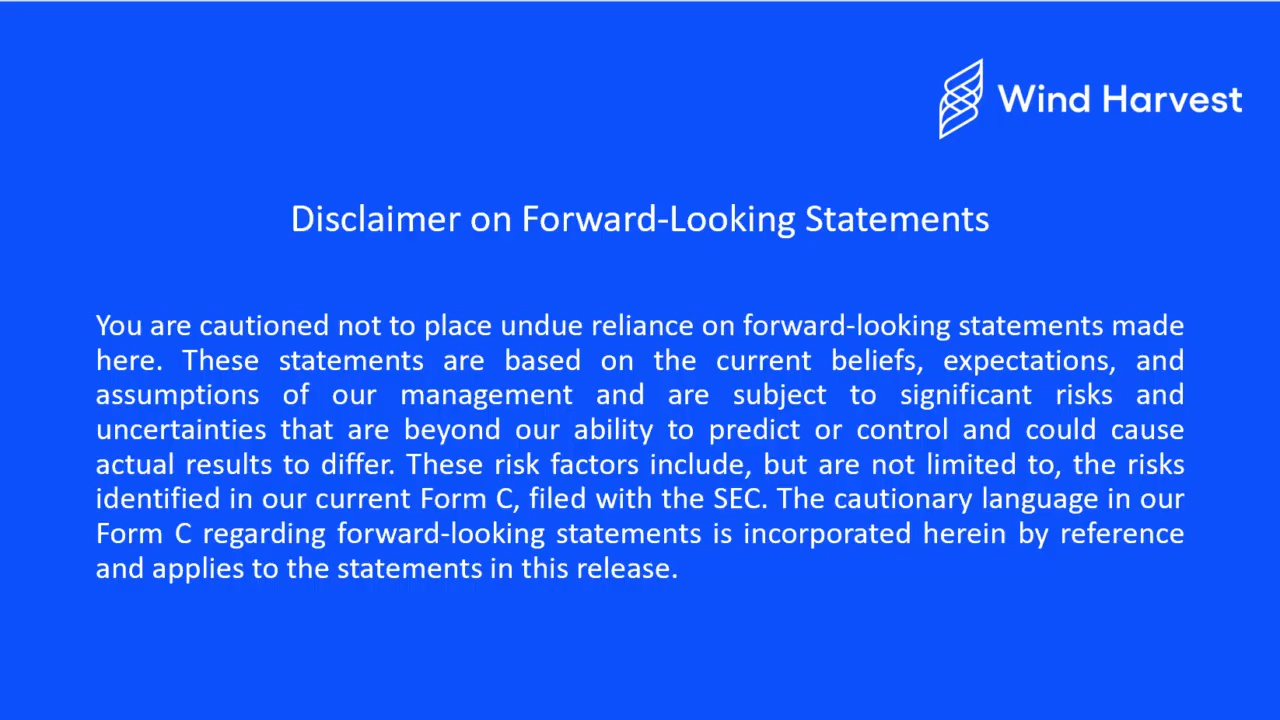 Wind Harvest
Disclaimer on Forward-Looking Statements
You are cautioned not to place undue reliance on forward-looking statements made
here. These statements are based on the current beliefs, expectations, and
assumptions of our management and are subject to significant risks and
uncertainties that are beyond our ability to predict or control and could cause
actual results to differ. These risk factors include, but are not limited to, the risks
identified in our current Form C, filed with the SEC. The cautionary language in our
Form C regarding forward-looking statements is incorporated herein by reference
and applies to the statements in this release.